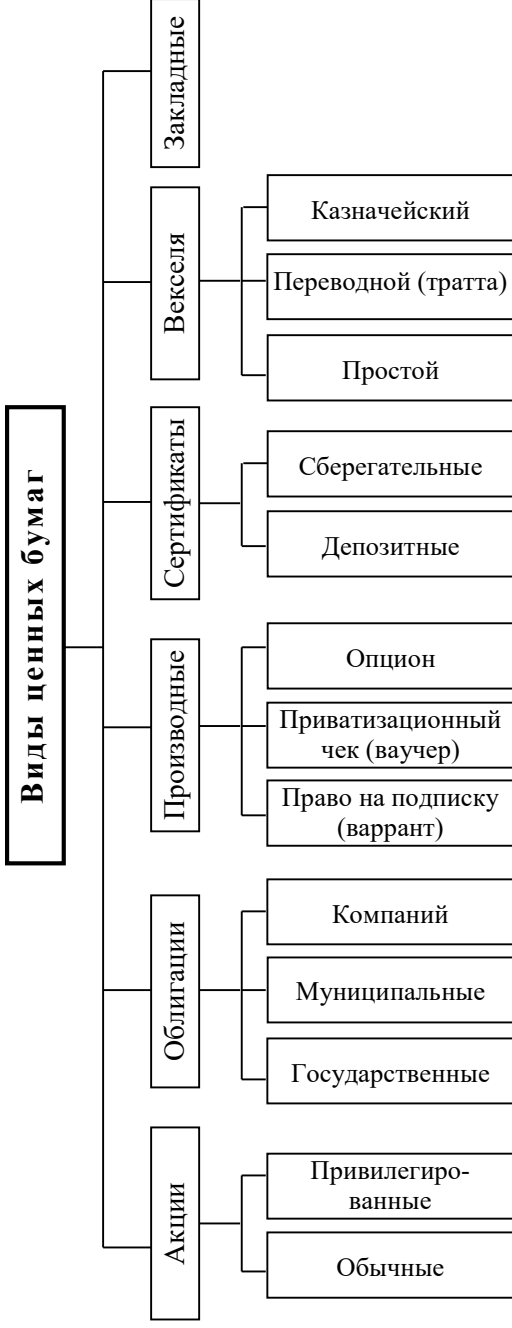 Виды ценных бумаг
Акции
Обычные
Привилегиро-
ванные
Облигации
Государственные
Муниципальные
Компаний
Производные
Право на подписку
(варрант)
Приватизационный
чек (ваучер)
Опцион
Сертификаты
Депозитные
Сберегательные
Векселя
Простой
Переводной (тратта)
Казначейский
Закладные